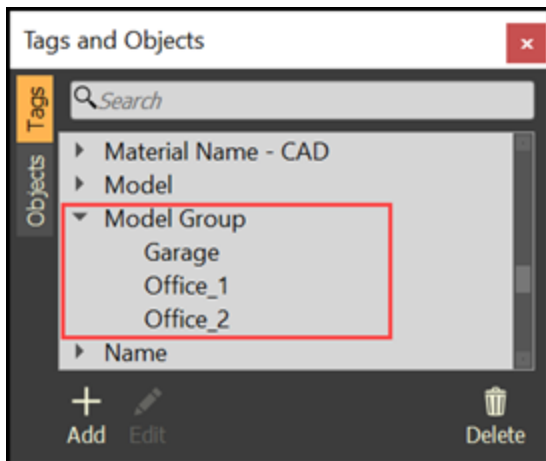 Tags and Objects
Tags
Search
Objects
Material Name - CAD
Model
Model Group
Garage
Office_1
Office_2
Name
Add
Edit
Delete